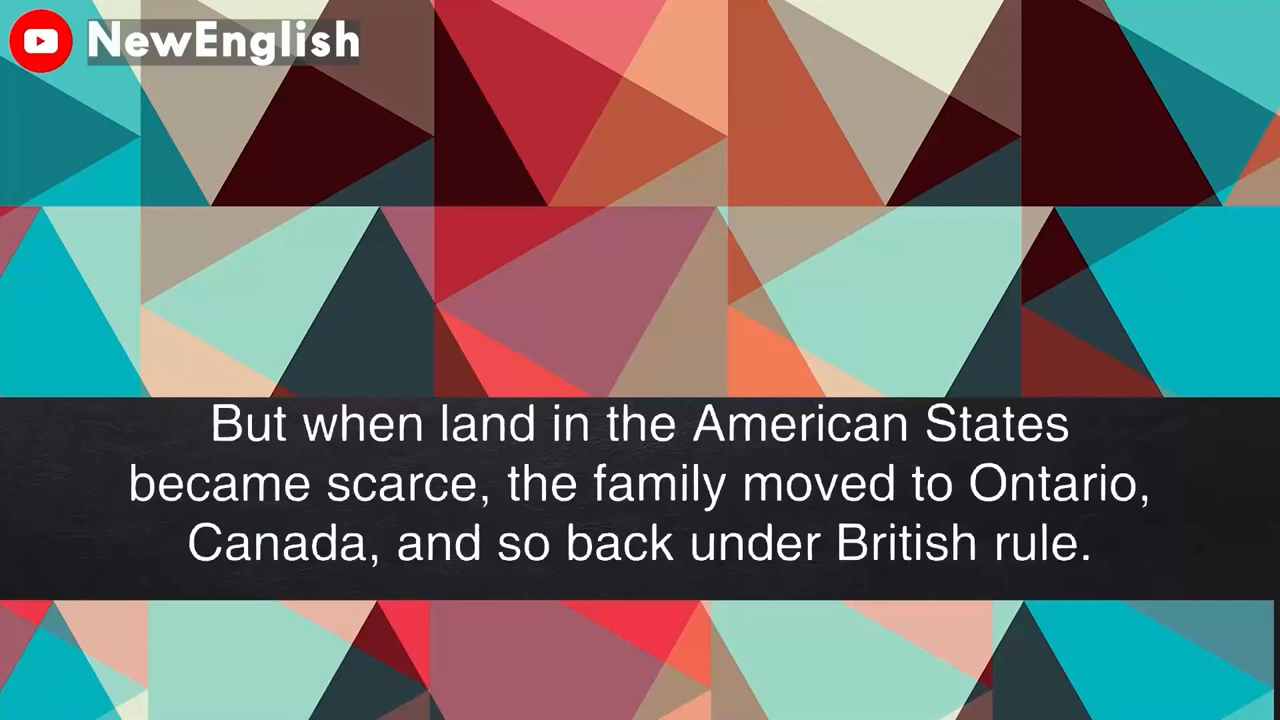 NewEnglish
But when land in the American States
became scarce, the family moved to Ontario,
Canada, and so back under British rule.